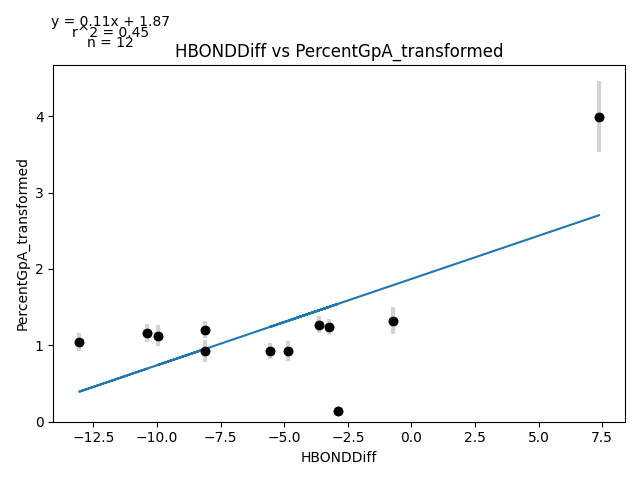 y = 0.11x + 1.87
r^2 = 0.45
n = 12
HBONDDiff vs PercentGpA_transformed
PercentGpA_transformed
4
3
2
1
0
−12.5 −10.0 −7.5 −5.0 −2.5 0.0 2.5 5.0 7.5
HBONDDiff